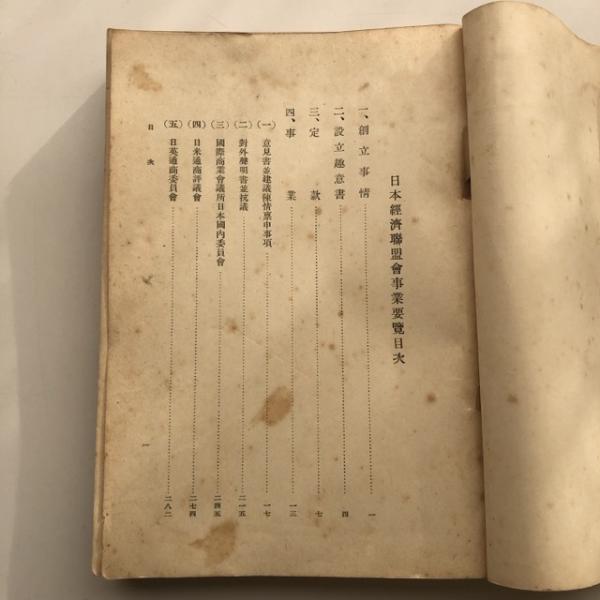 日本經濟聯盟會事業要覽目次
一、創立事情……一
二、設立趣意書……四
三、定款……七
四、事業……一三
(一)意見書並建議陳情稟申事項……一七
(二)對外聲明書並抗議……二一五
(三)國際商業會議所日本國內委員會……二四五
(四)日米通商評議會……二七四
(五)日英通商委員會……二八二
目次
一